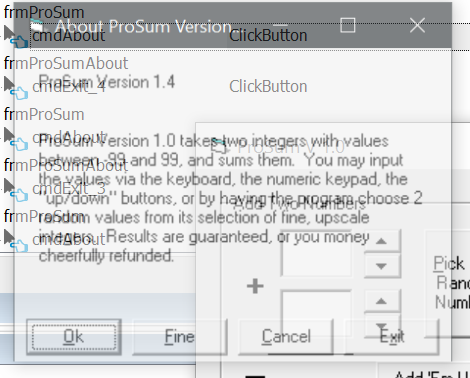 frmProSum
About ProSum Version...
cmdAbout ClickButton
frmProSumAbout
ProSum Version 1.4
cmdExit_4 ClickButton
frmProSum
cmdAbout
ProSum Version 1.0 takes two integers with values
ProSum v 1.0
between -99 and 99, and sums them. You may input
frmProSumAbout
the values via the keyboard, the numeric keypad, the
cmdExit_3
"up/down" buttons, or by having the program choose 2
Add Two Numbers
random values from its selection of fine, upscale
frmProSum
integers. Results are guaranteed, or you money
cmdAbout
cheerfully refunded.
+
Pick
Ran
Num
Ok Fine Cancel Exit
Add 'Em U